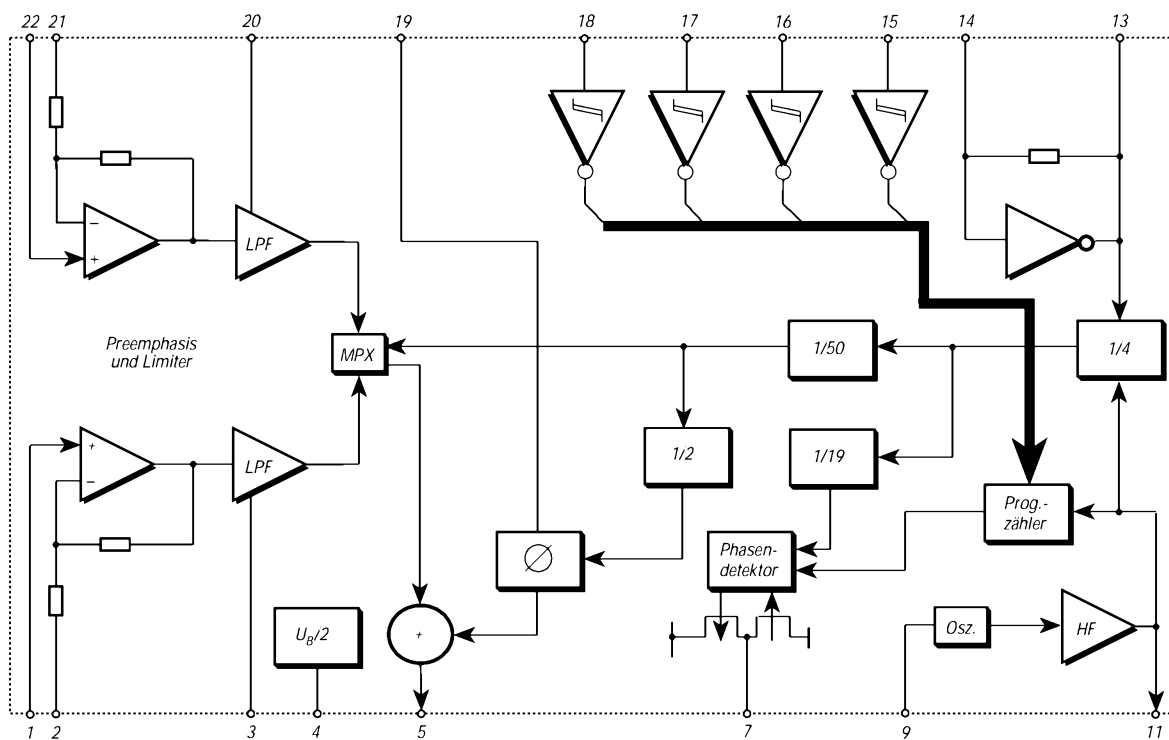 22 21 20 19 18 17 16 15 14 13
− +
LPF
Preemphasis
und Limiter
MPX
1/50
1/4
+ −
LPF
1/2
1/19
Prog.-
zähler
∅
Phasen-
detektor
U_B/2
+
Osz.
HF
1 2 3 4 5 7 9 11